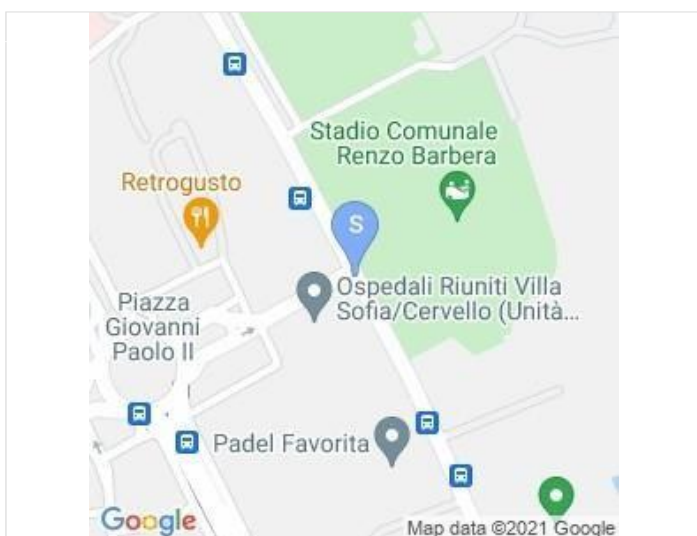 Stadio Comunale
Renzo Barbera
Retrogusto
S
Ospedali Riuniti Villa
Sofia/Cervello (Unità...
Piazza
Giovanni
Paolo II
Padel Favorita
Google
Map data ©2021 Google